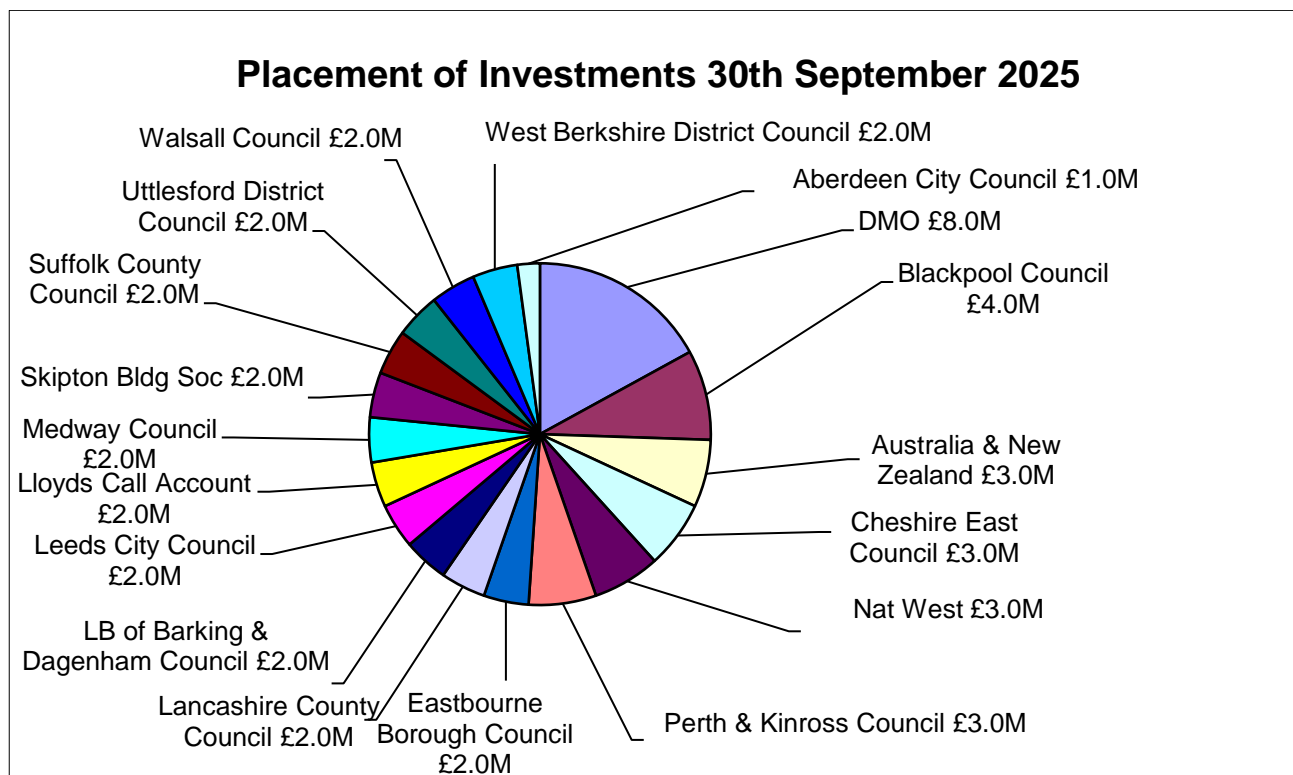 Placement of Investments 30th September 2025
Walsall Council £2.0M
West Berkshire District Council £2.0M
Aberdeen City Council £1.0M
Uttlesford District
Council £2.0M
DMO £8.0M
Suffolk County
Council £2.0M
Blackpool Council
£4.0M
Skipton Bldg Soc £2.0M
Medway Council
£2.0M
Australia & New
Zealand £3.0M
Lloyds Call Account
£2.0M
Cheshire East
Council £3.0M
Leeds City Council
£2.0M
Nat West £3.0M
LB of Barking &
Dagenham Council £2.0M
Lancashire County
Council £2.0M
Eastbourne
Borough Council
£2.0M
Perth & Kinross Council £3.0M